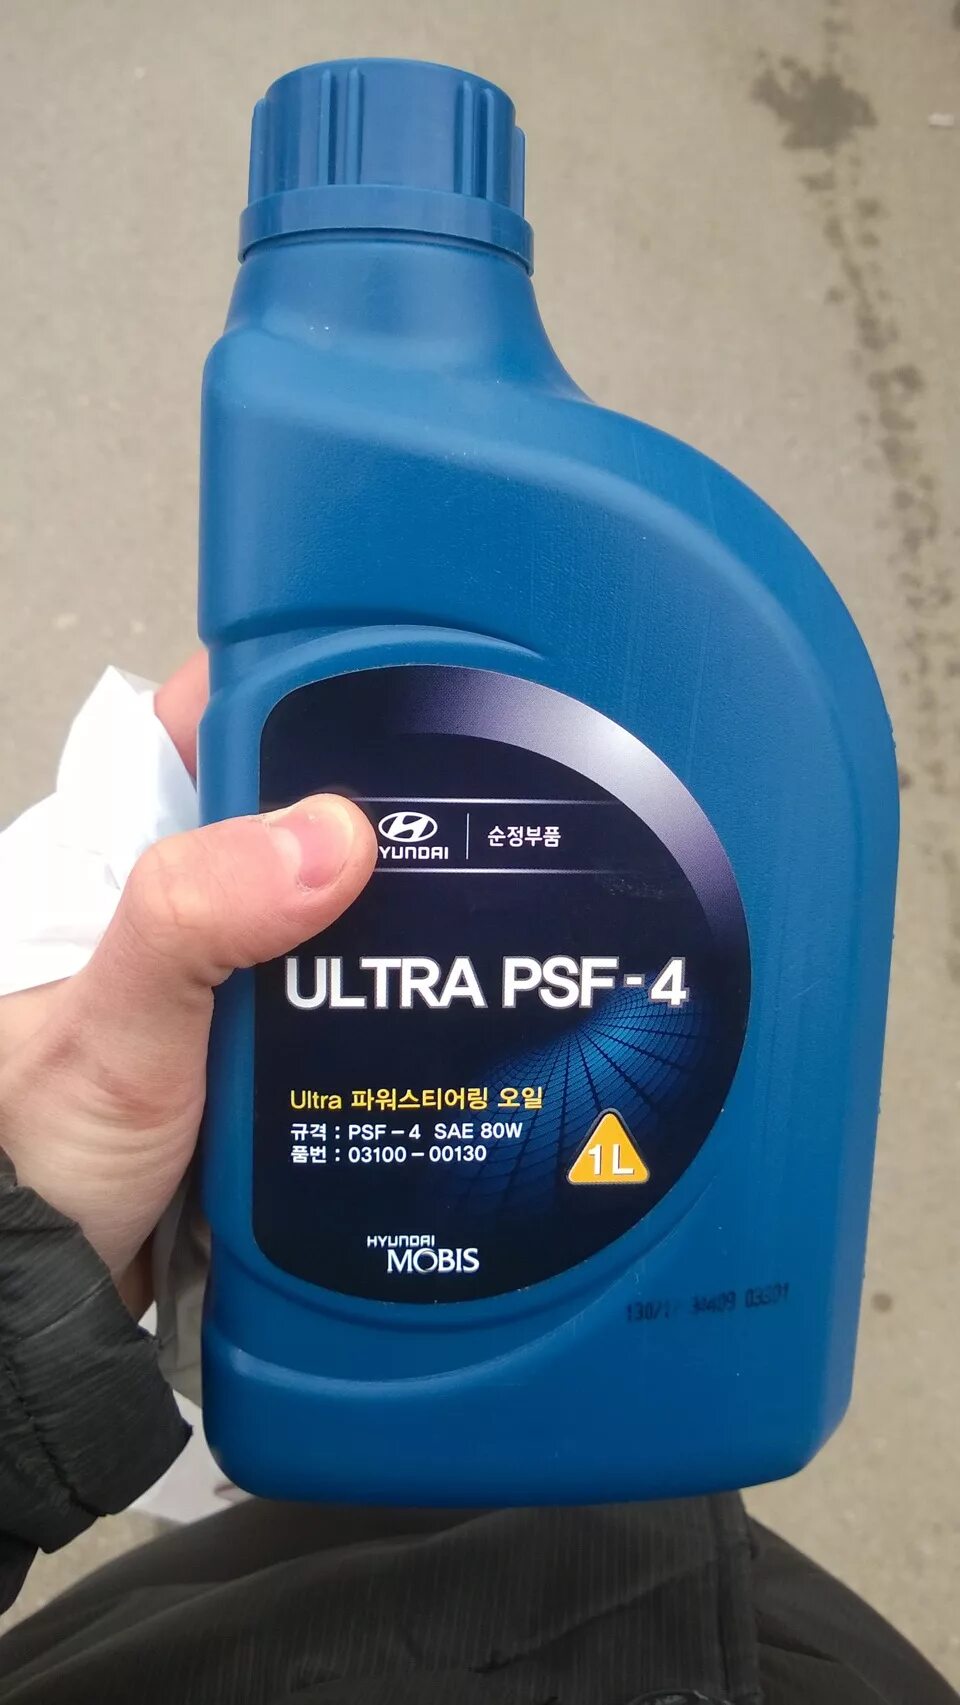 HYUNDAI 순정부품
ULTRA PSF-4
Ultra 파워스티어링 오일
규격 : PSF-4 SAE 80W
품번 : 03100-00130
1L
HYUNDAI
MOBIS